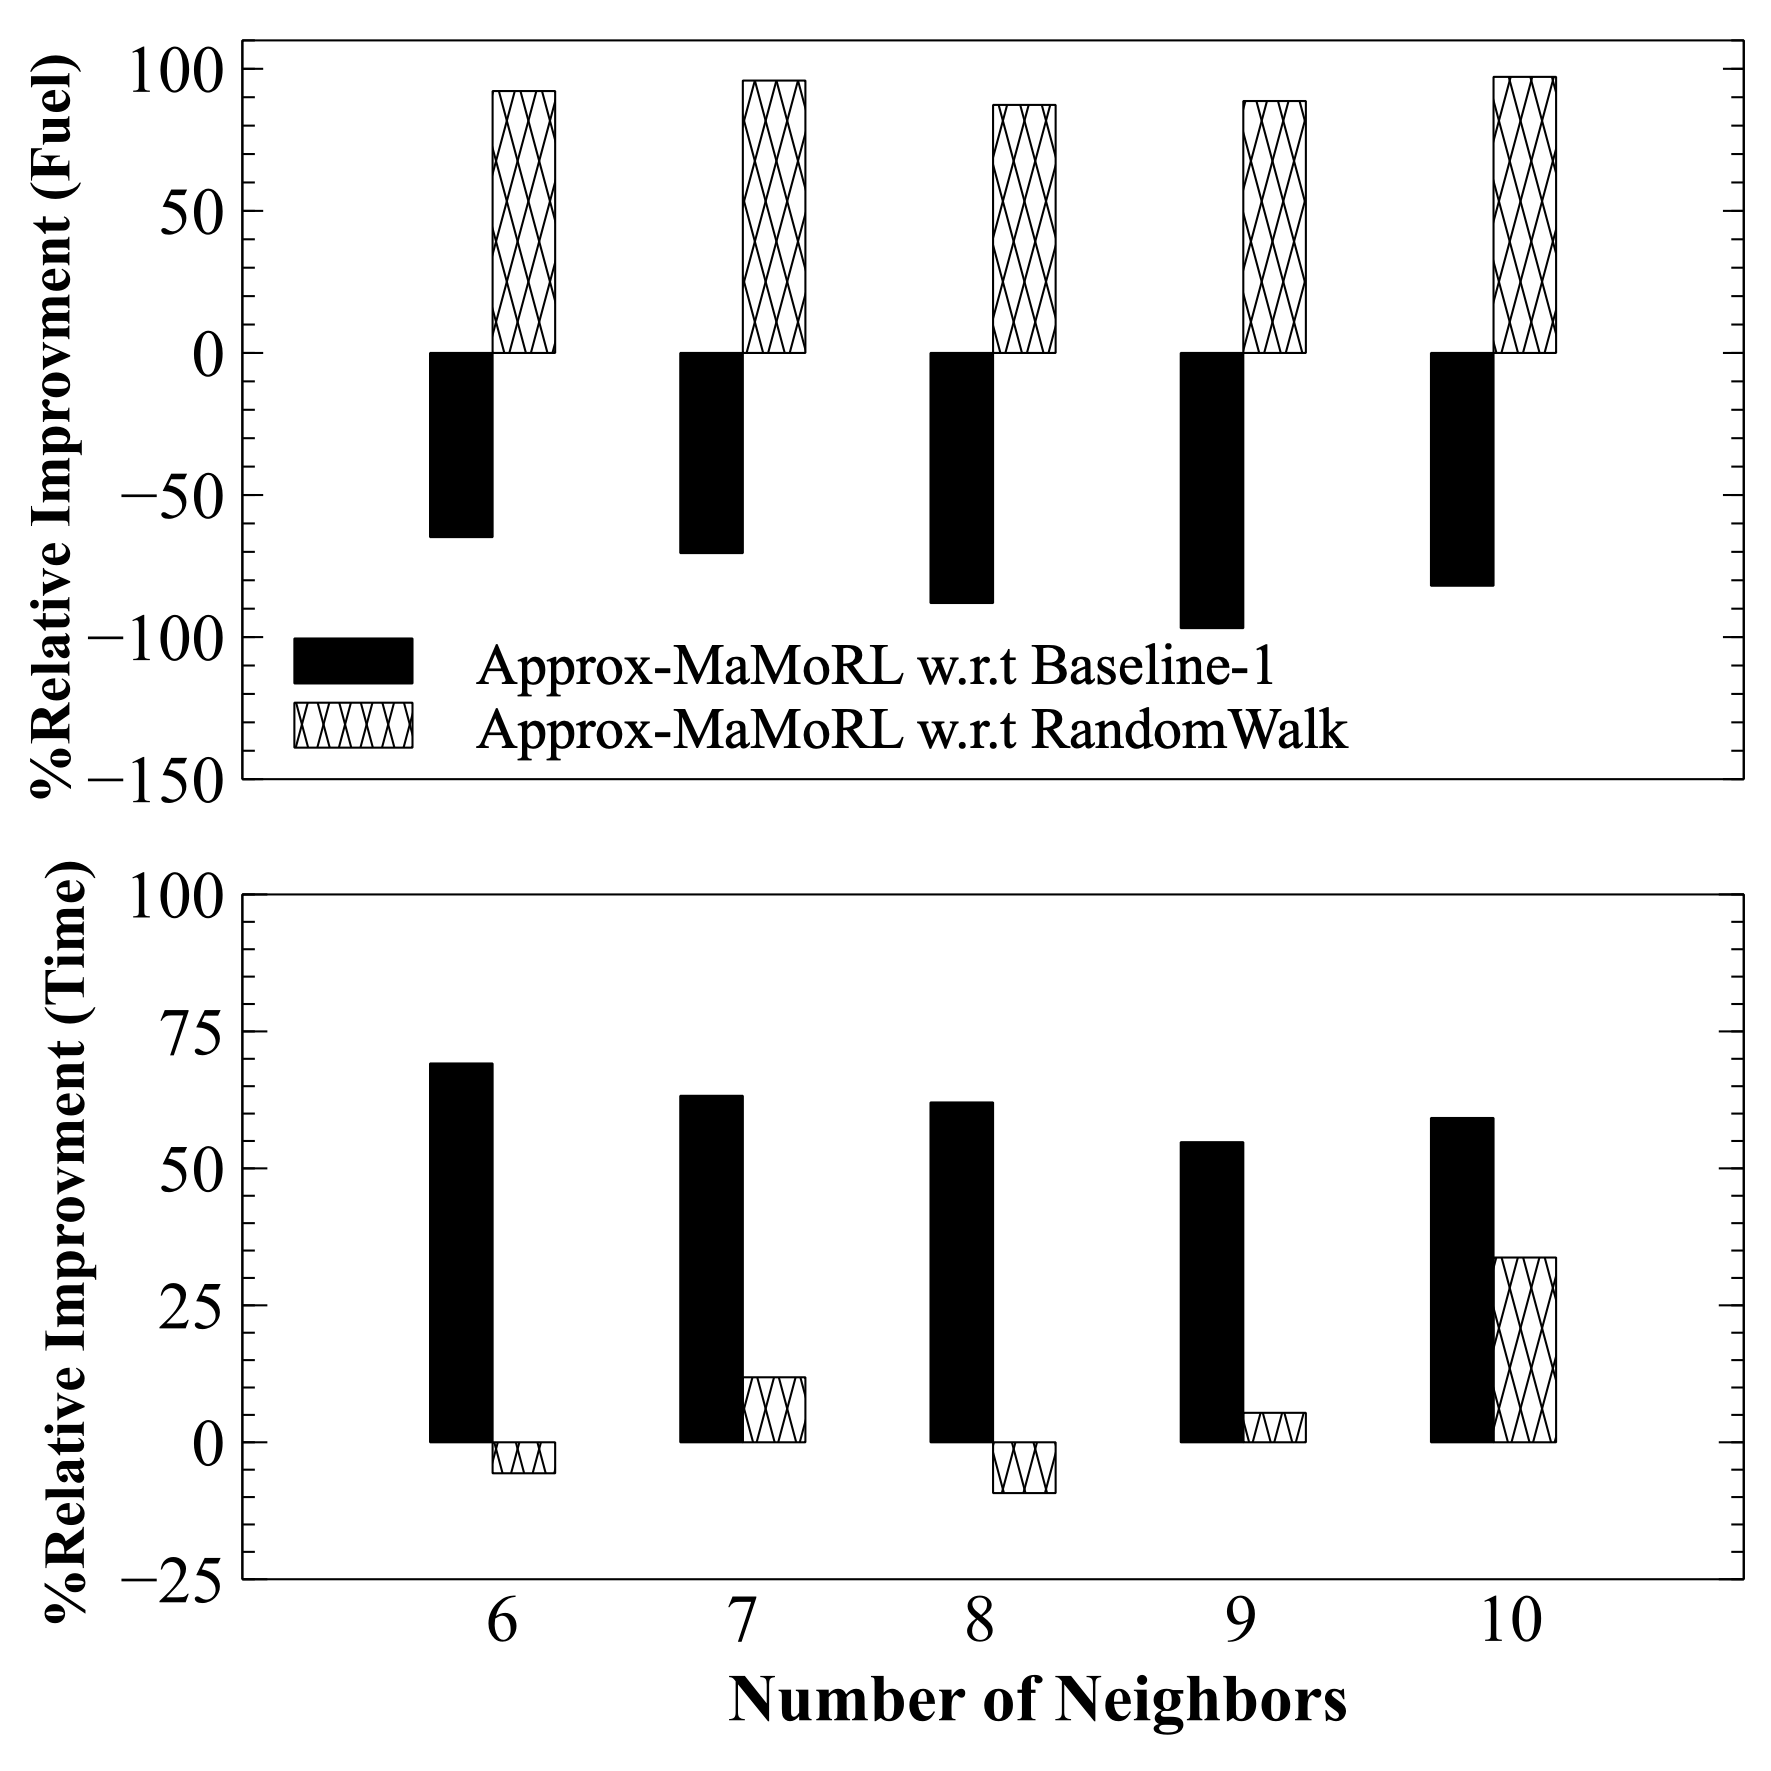 %Relative Improvment (Fuel)
100
50
0
−50
−100
−150
Approx-MaMoRL w.r.t Baseline-1
Approx-MaMoRL w.r.t RandomWalk
%Relative Improvment (Time)
100
75
50
25
0
−25
6 7 8 9 10
Number of Neighbors